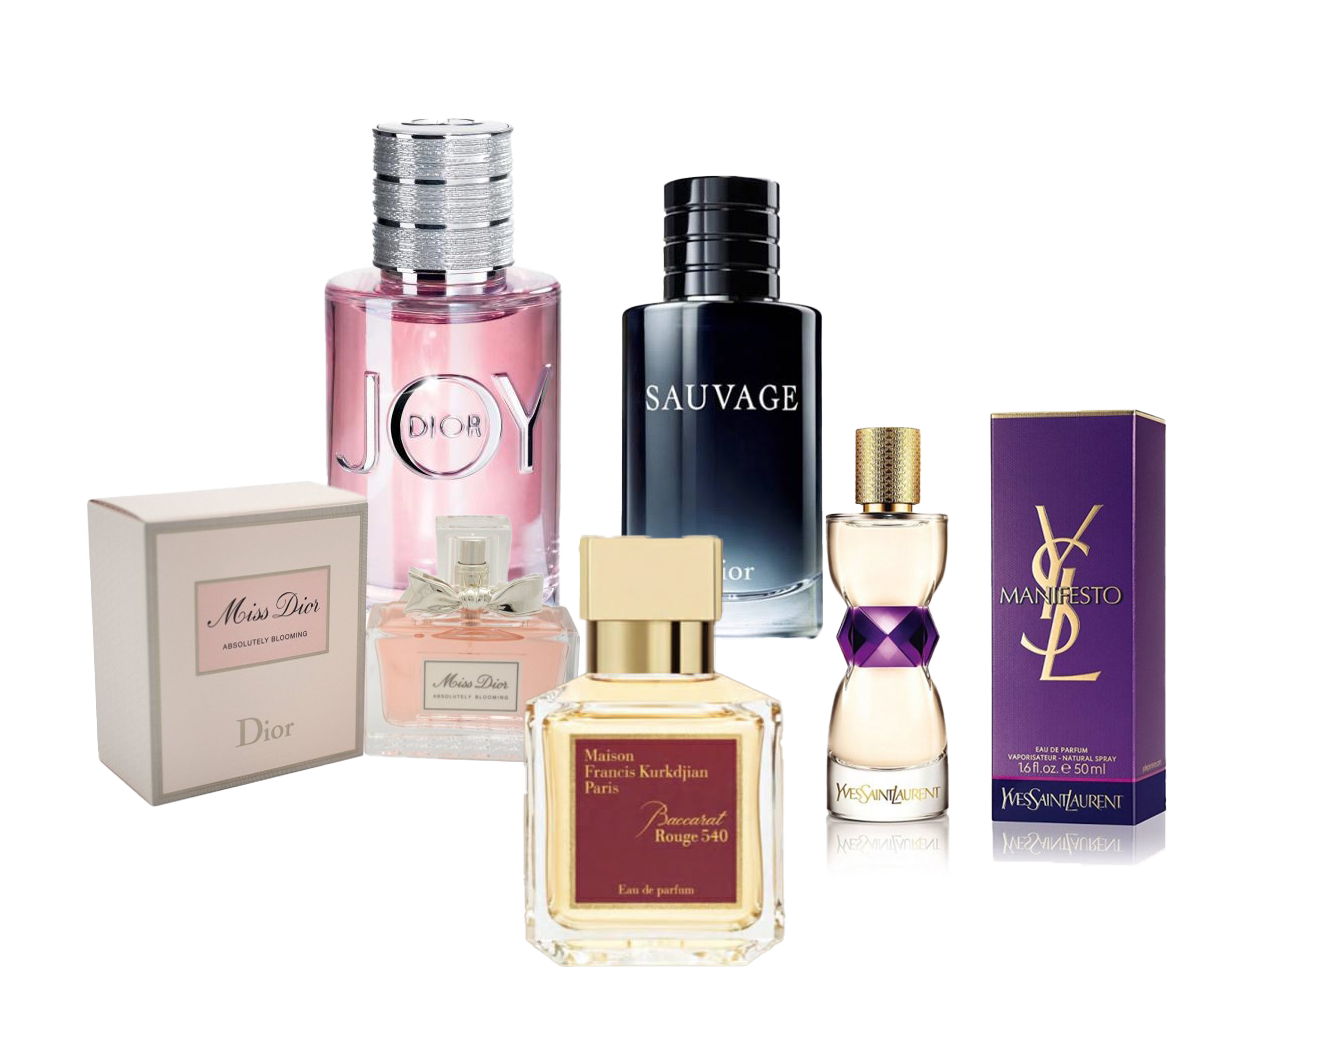 JOY
DIOR
SAUVAGE
ior
Miss Dior
ABSOLUTELY BLOOMING
Dior
Miss Dior
ABSOLUTELY BLOOMING
Maison
Francis Kurkdjian
Paris
Baccarat
Rouge 540
Eau de parfum
YVESSAINTLAURENT
YSL
MANIFESTO
EAU DE PARFUM
VAPORISATEUR - NATURAL SPRAY
1.6 fl. oz. ℮ 50 ml
YVESSAINTLAURENT